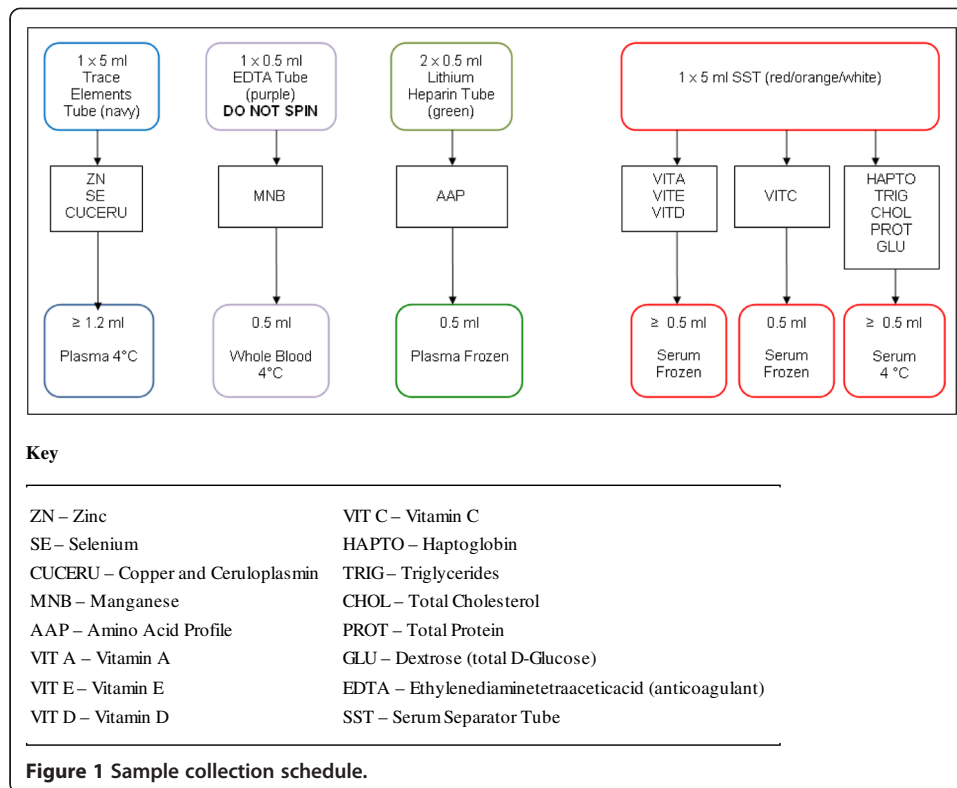 1 x 5 ml
Trace
Elements
Tube (navy)
1 x 0.5 ml
EDTA Tube
(purple)
DO NOT SPIN
2 x 0.5 ml
Lithium
Heparin Tube
(green)
1 x 5 ml SST (red/orange/white)
ZN
SE
CUCERU
MNB
AAP
VITA
VITE
VITD
VITC
HAPTO
TRIG
CHOL
PROT
GLU
≥ 1.2 ml
Plasma 4°C
0.5 ml
Whole Blood
4°C
0.5 ml
Plasma Frozen
≥ 0.5 ml
Serum
Frozen
0.5 ml
Serum
Frozen
≥ 0.5 ml
Serum
4 °C
Key
ZN – Zinc
SE – Selenium
CUCERU – Copper and Ceruloplasmin
MNB – Manganese
AAP – Amino Acid Profile
VIT A – Vitamin A
VIT E – Vitamin E
VIT D – Vitamin D
VIT C – Vitamin C
HAPTO – Haptoglobin
TRIG – Triglycerides
CHOL – Total Cholesterol
PROT – Total Protein
GLU – Dextrose (total D-Glucose)
EDTA – Ethylenediaminetetraaceticacid (anticoagulant)
SST – Serum Separator Tube
Figure 1 Sample collection schedule.